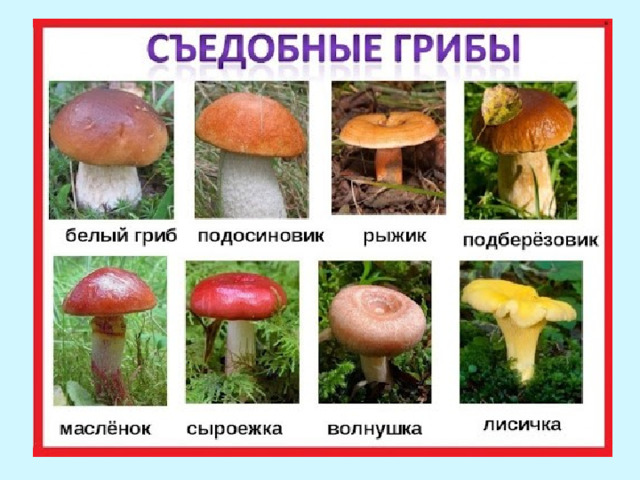 СЪЕДОБНЫЕ ГРИБЫ
белый гриб подосиновик рыжик подберёзовик
маслёнок сыроежка волнушка лисичка